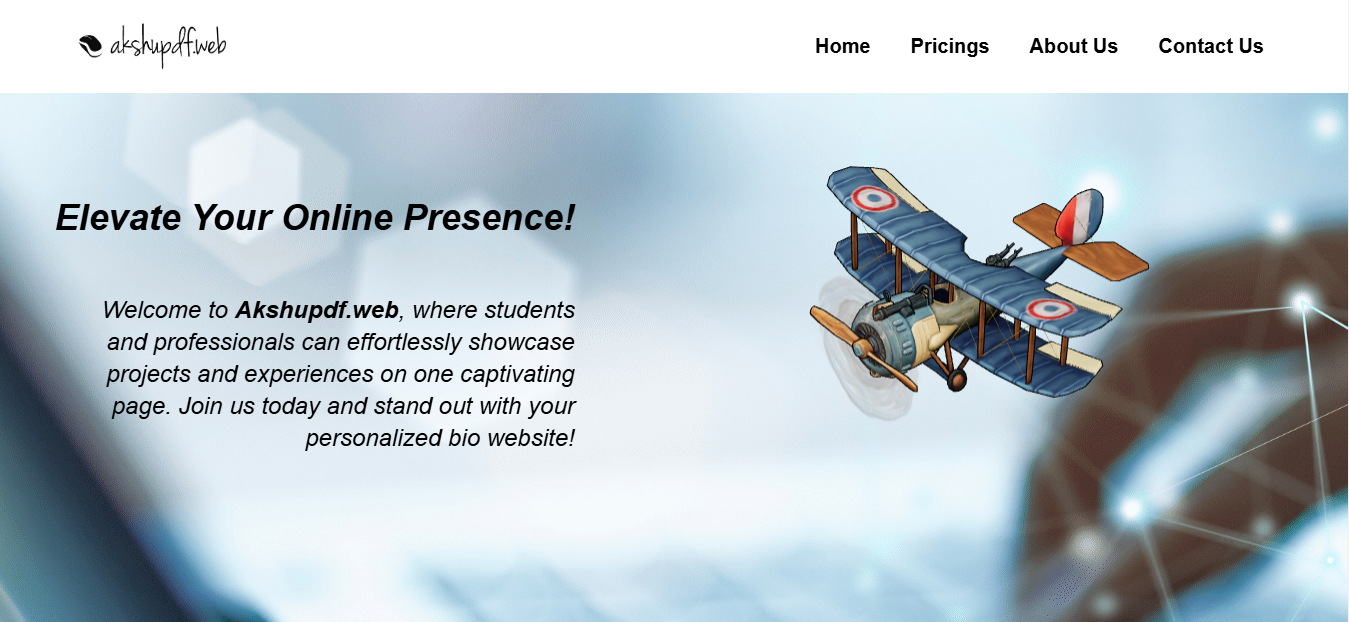 akshupdf.web
Home Pricings About Us Contact Us
Elevate Your Online Presence!
Welcome to Akshupdf.web, where students
and professionals can effortlessly showcase
projects and experiences on one captivating
page. Join us today and stand out with your
personalized bio website!